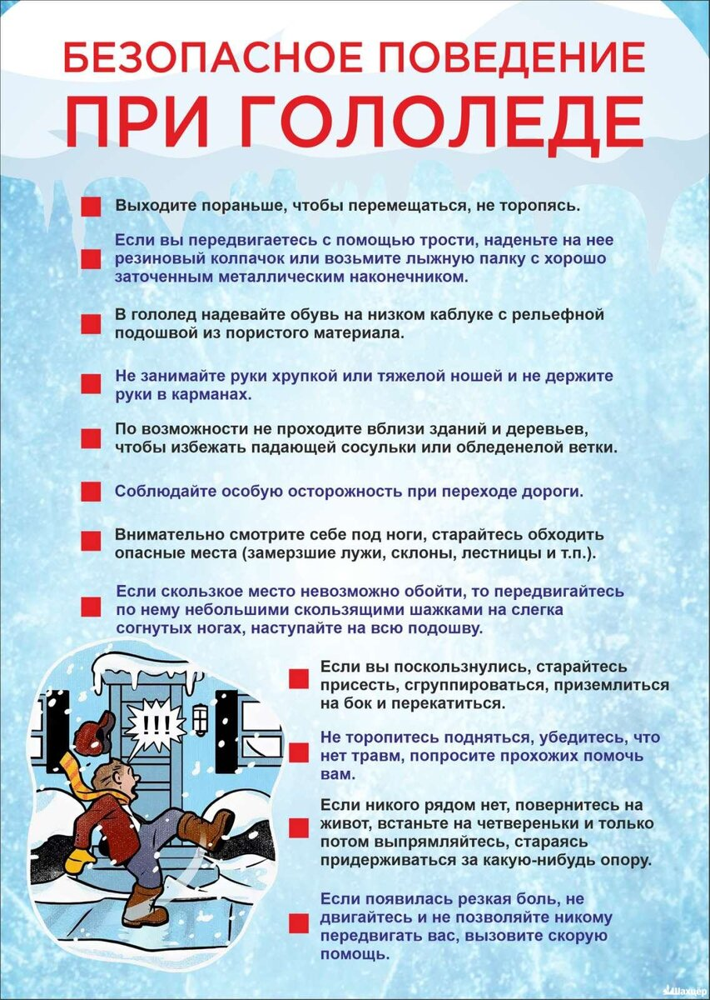 БЕЗОПАСНОЕ ПОВЕДЕНИЕ
ПРИ ГОЛОЛЕДЕ
Выходите пораньше, чтобы перемещаться, не торопясь.
Если вы передвигаетесь с помощью трости, наденьте на нее
резиновый колпачок или возьмите лыжную палку с хорошо
заточенным металлическим наконечником.
В гололед надевайте обувь на низком каблуке с рельефной
подошвой из пористого материала.
Не занимайте руки хрупкой или тяжелой ношей и не держите
руки в карманах.
По возможности не проходите вблизи зданий и деревьев,
чтобы избежать падающей сосульки или обледенелой ветки.
Соблюдайте особую осторожность при переходе дороги.
Внимательно смотрите себе под ноги, старайтесь обходить
опасные места (замерзшие лужи, склоны, лестницы и т.п.).
Если скользкое место невозможно обойти, то передвигайтесь
по нему небольшими скользящими шажками на слегка
согнутых ногах, наступайте на всю подошву.
!!!
Если вы поскользнулись, старайтесь
присесть, сгруппироваться, приземлиться
на бок и перекатиться.
Не торопитесь подняться, убедитесь, что
нет травм, попросите прохожих помочь
вам.
Если никого рядом нет, повернитесь на
живот, встаньте на четвереньки и только
потом выпрямляйтесь, стараясь
придерживаться за какую-нибудь опору.
Если появилась резкая боль, не
двигайтесь и не позволяйте никому
передвигать вас, вызовите скорую
помощь.
Шахцёр